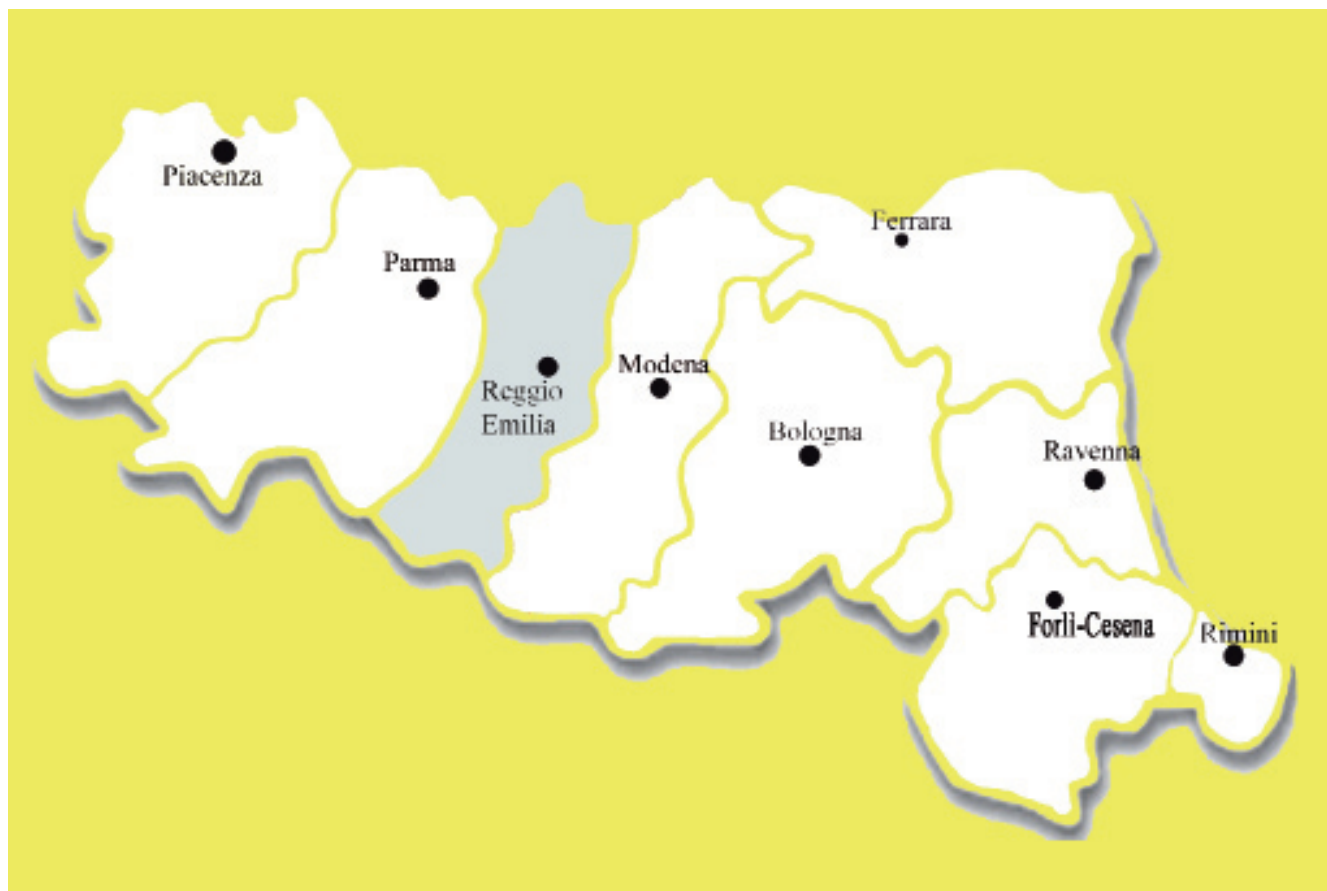 Piacenza
Parma
Ferrara
Reggio
Emilia
Modena
Bologna
Ravenna
Forlì-Cesena
Rimini